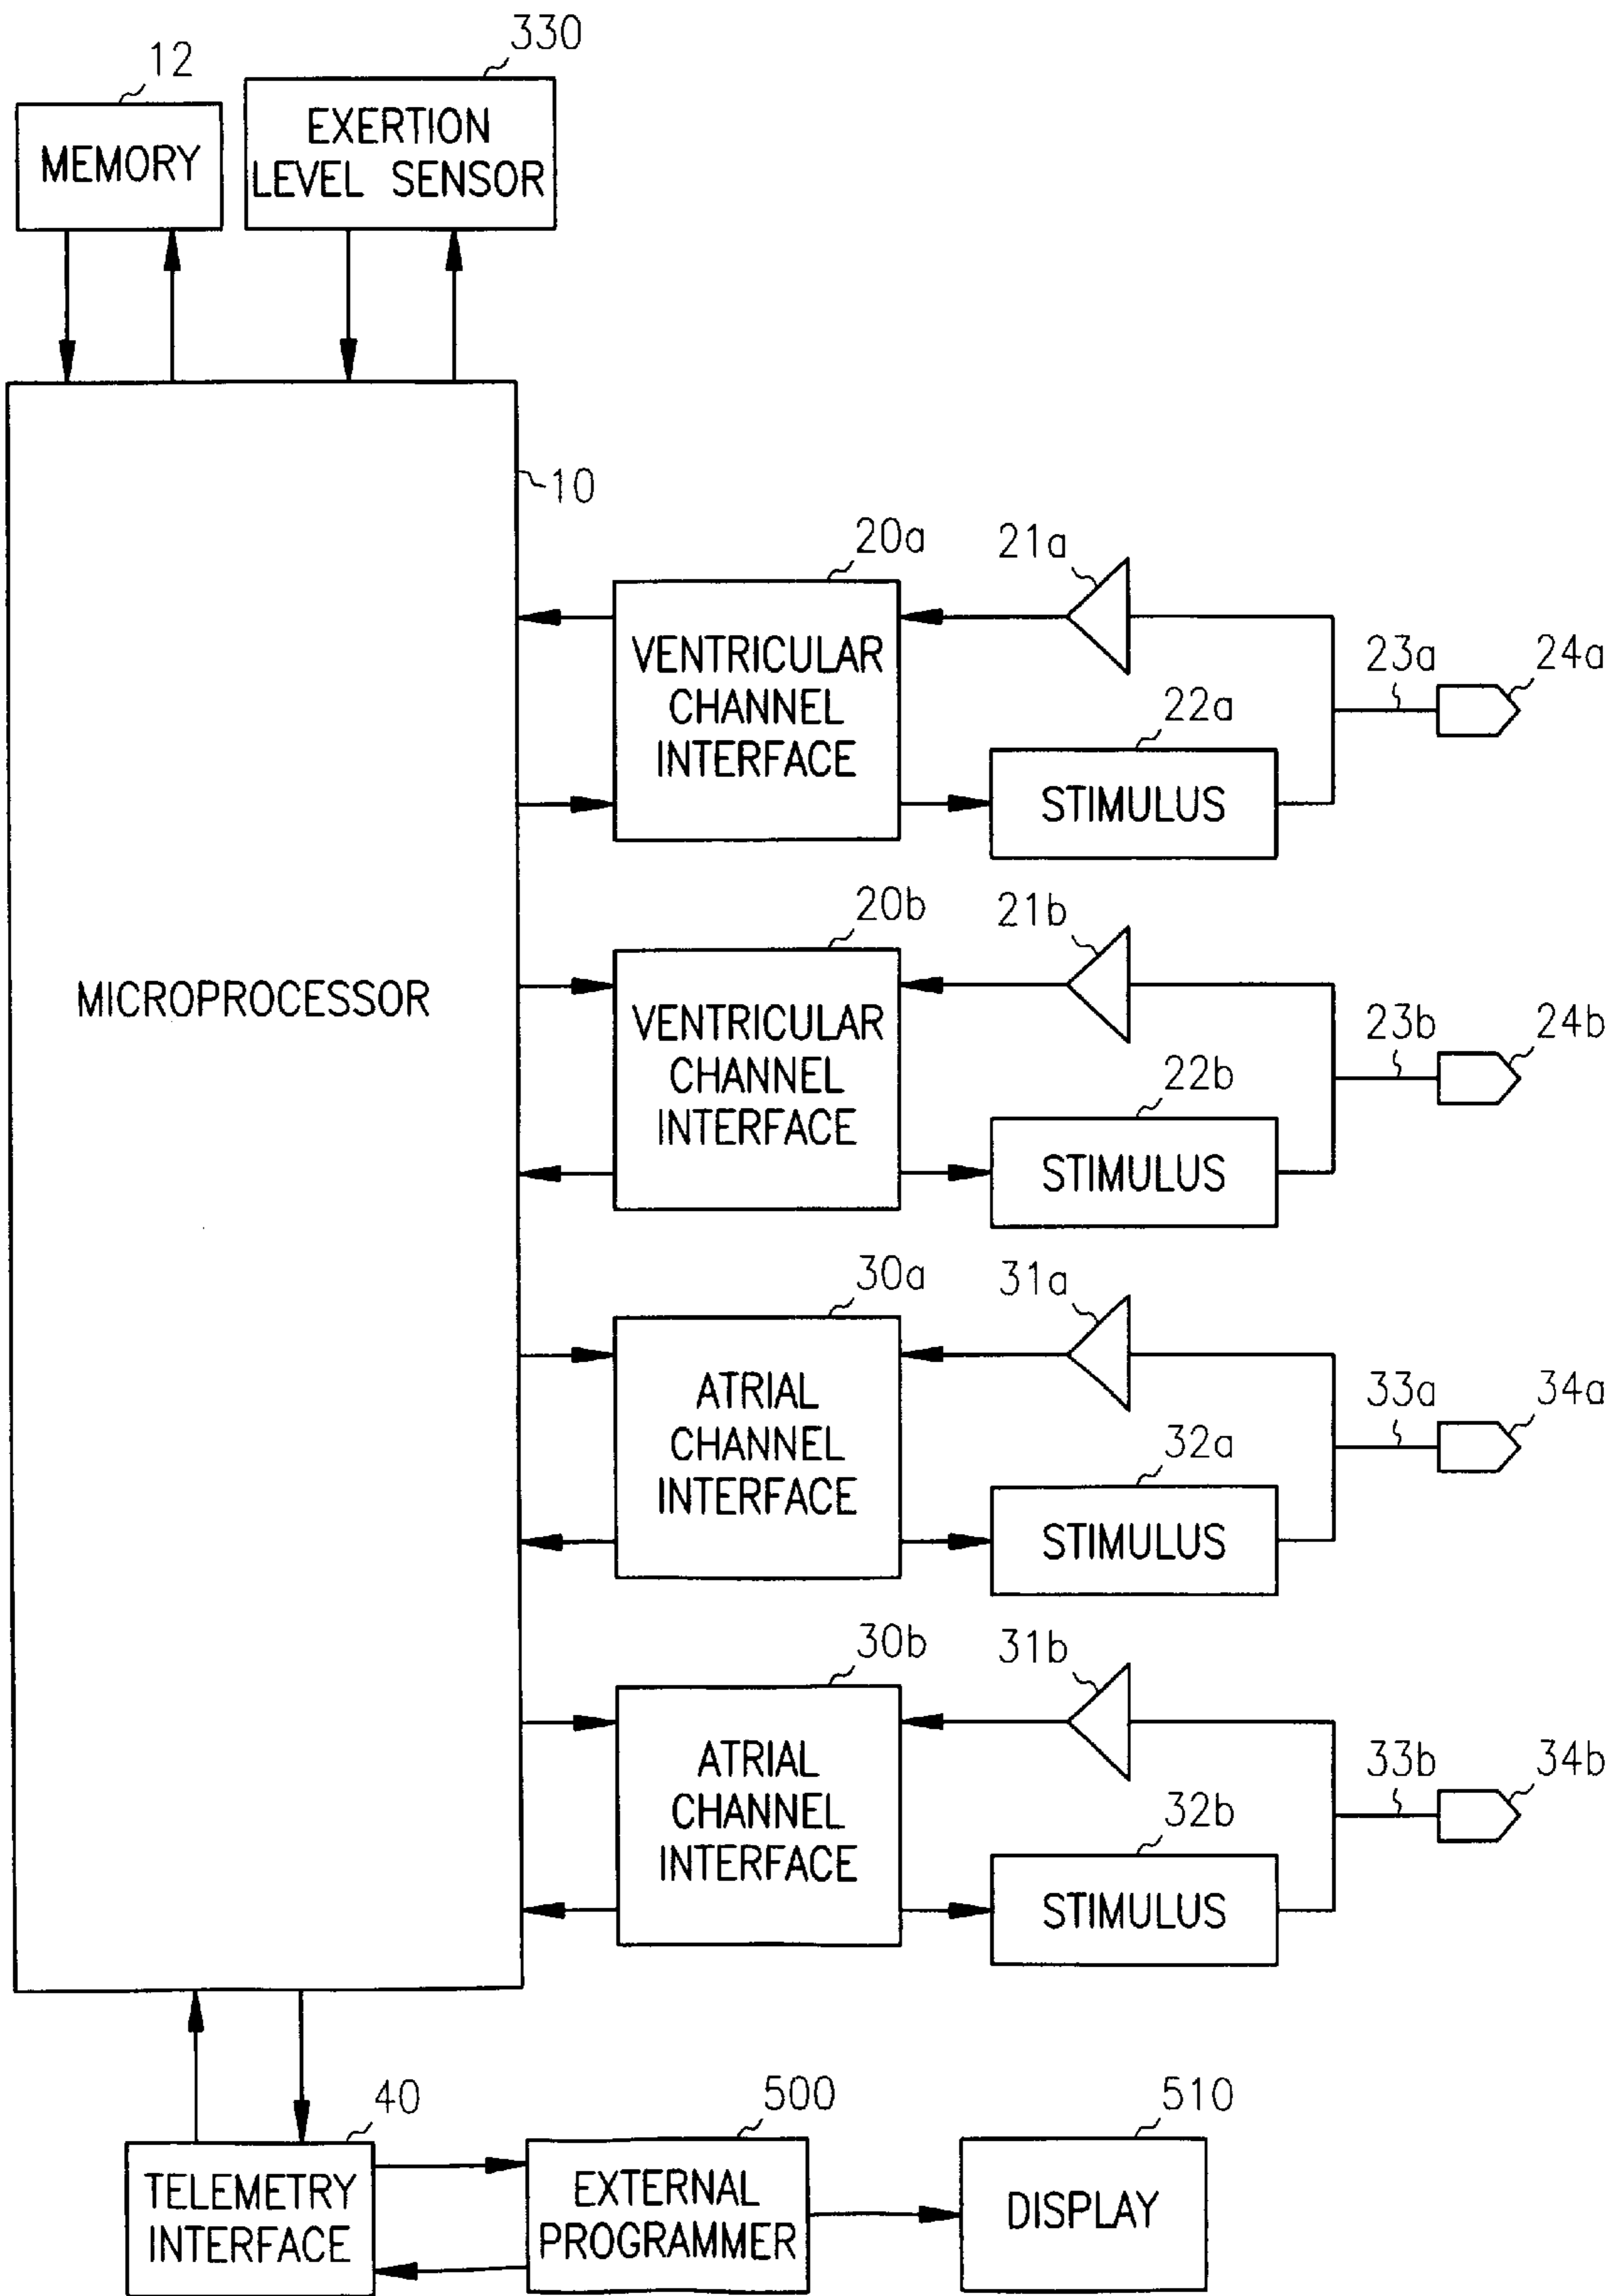 330
12
EXERTION
LEVEL SENSOR
MEMORY
10
20a
21a
VENTRICULAR
CHANNEL
INTERFACE
23a
24a
22a
STIMULUS
20b
21b
MICROPROCESSOR
VENTRICULAR
CHANNEL
INTERFACE
23b
24b
22b
STIMULUS
30a
31a
ATRIAL
CHANNEL
INTERFACE
33a
34a
32a
STIMULUS
30b
31b
ATRIAL
CHANNEL
INTERFACE
33b
34b
32b
STIMULUS
40
500
510
TELEMETRY
INTERFACE
EXTERNAL
PROGRAMMER
DISPLAY